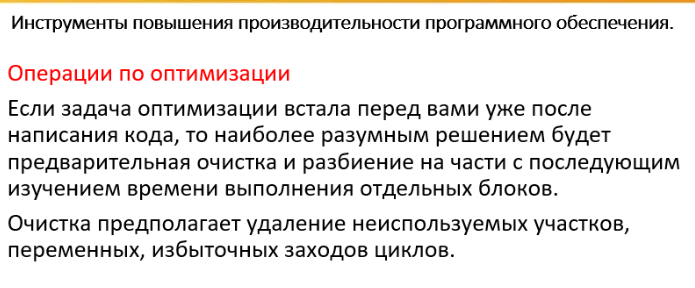 Инструменты повышения производительности программного обеспечения.
Операции по оптимизации
Если задача оптимизации встала перед вами уже после
написания кода, то наиболее разумным решением будет
предварительная очистка и разбиение на части с последующим
изучением времени выполнения отдельных блоков.
Очистка предполагает удаление неиспользуемых участков,
переменных, избыточных заходов циклов.